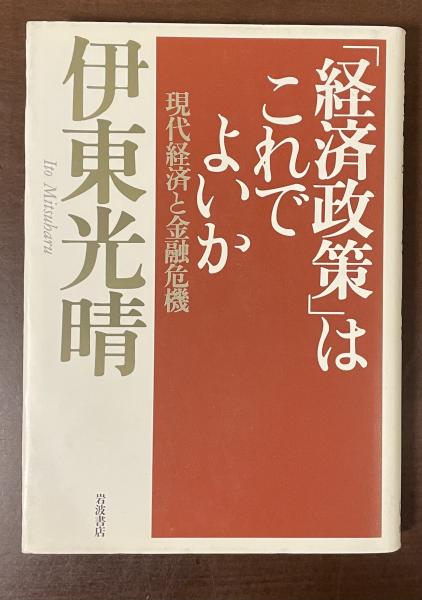 「経済政策」は
これで
よいか
現代経済と金融危機
伊東光晴
Ito Mitsuharu
岩波書店